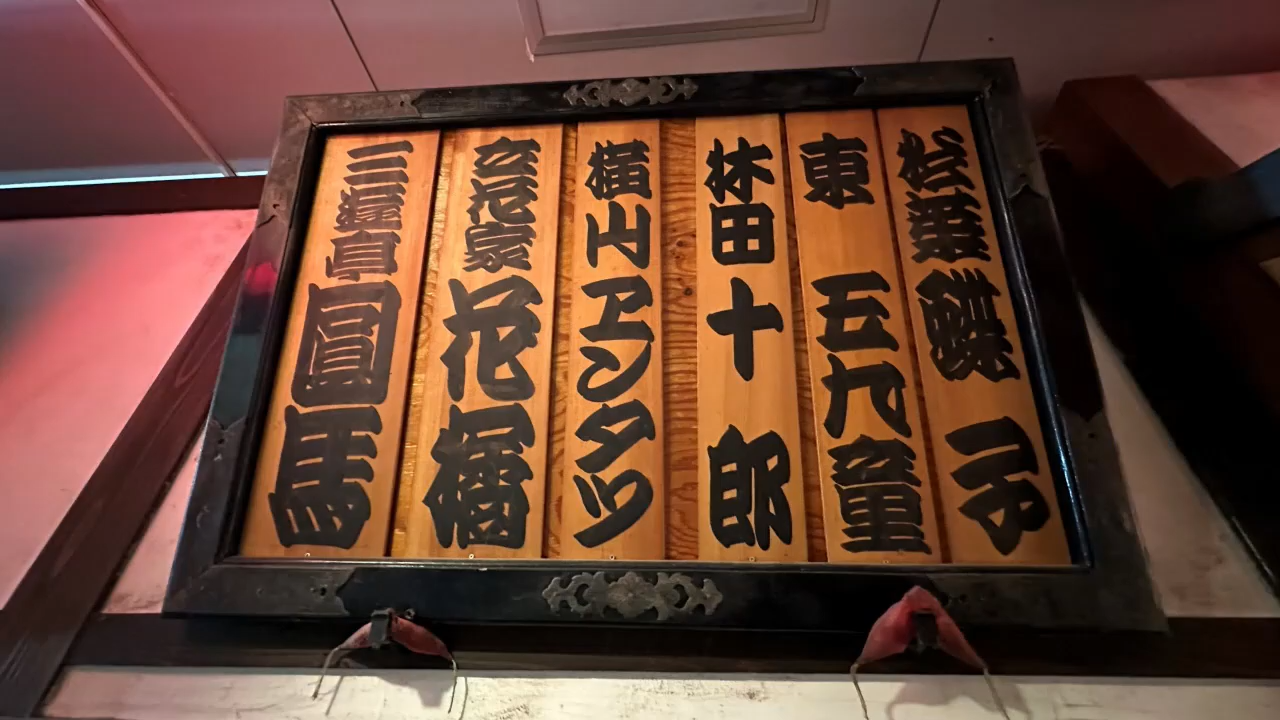 松葉蝶子
東 五九童
林田十郎
横山ヱンタツ
立花家花橘
三遊亭圓馬